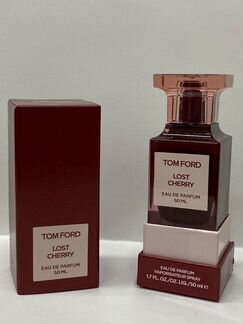 TOM FORD
LOST
CHERRY
EAU DE PARFUM
50 ML
TOM FORD
LOST
CHERRY
EAU DE PARFUM
50 ML
EAU DE PARFUM
VAPORISATEUR SPRAY
1.7 FL. OZ./OZ. LIQ./50 ml ℮